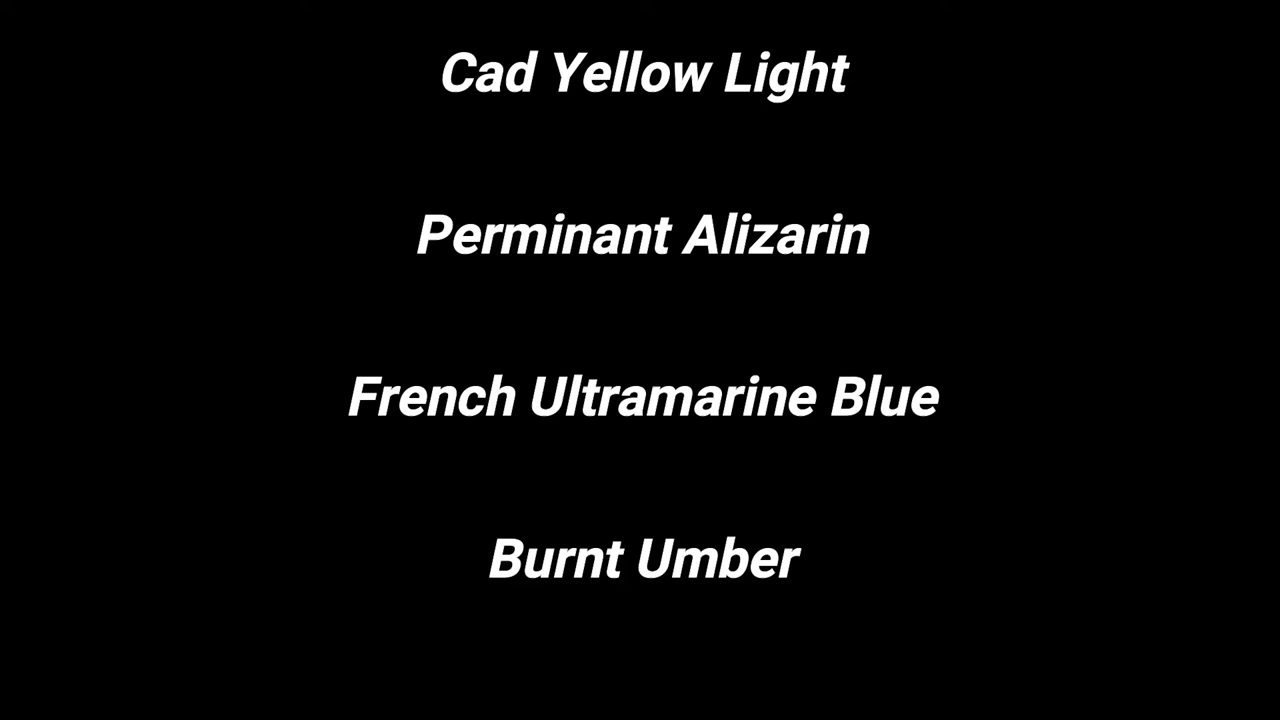 Cad Yellow Light
Perminant Alizarin
French Ultramarine Blue
Burnt Umber